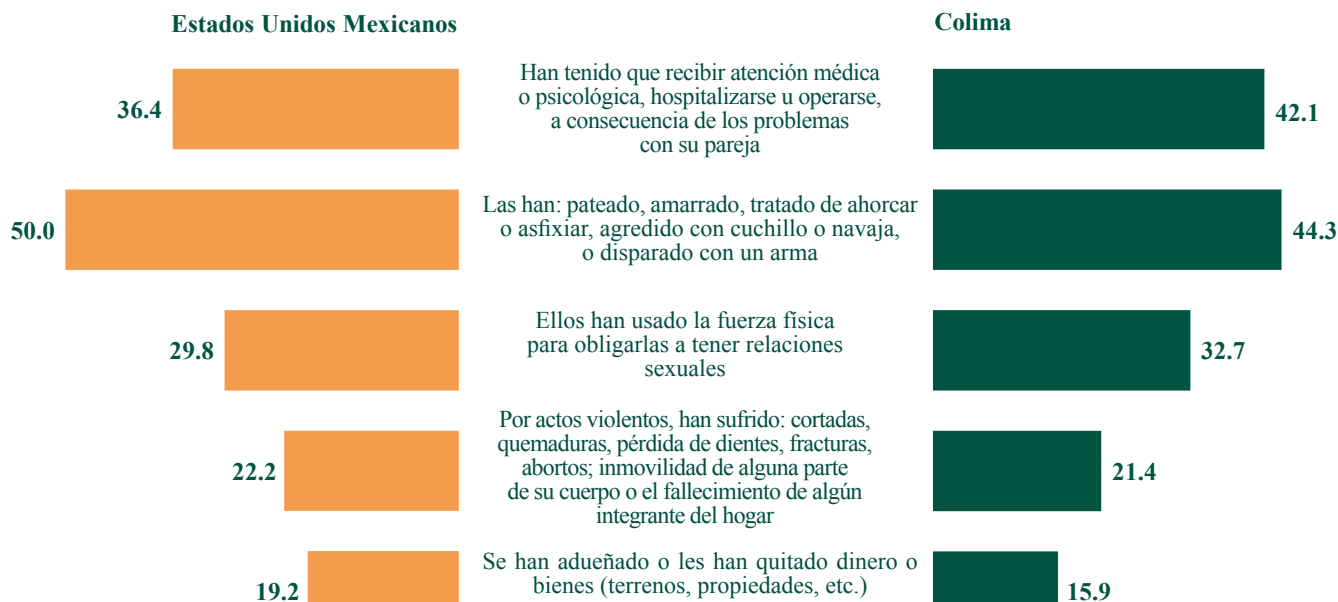 Estados Unidos Mexicanos
Colima
36.4
Han tenido que recibir atención médica
o psicológica, hospitalizarse u operarse,
a consecuencia de los problemas
con su pareja
42.1
50.0
Las han: pateado, amarrado, tratado de ahorcar
o asfixiar, agredido con cuchillo o navaja,
o disparado con un arma
44.3
29.8
Ellos han usado la fuerza física
para obligarlas a tener relaciones
sexuales
32.7
22.2
Por actos violentos, han sufrido: cortadas,
quemaduras, pérdida de dientes, fracturas,
abortos; inmovilidad de alguna parte
de su cuerpo o el fallecimiento de algún
integrante del hogar
21.4
19.2
Se han adueñado o les han quitado dinero o
bienes (terrenos, propiedades, etc.)
15.9